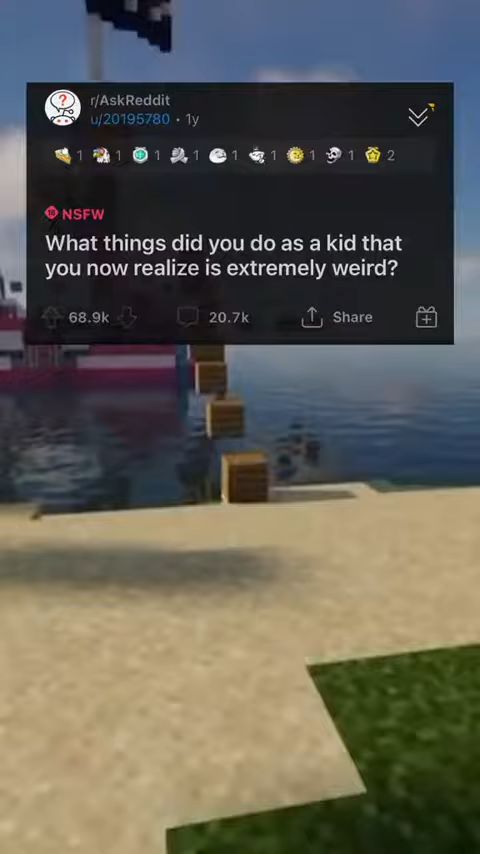 r/AskReddit
u/20195780 • 1y
1 1 1 1 1 1 1 1 2
NSFW
What things did you do as a kid that
you now realize is extremely weird?
68.9k 20.7k Share